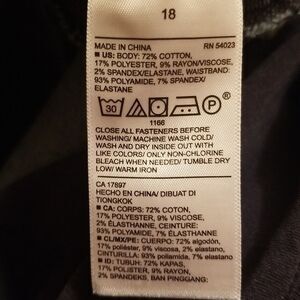 18
MADE IN CHINA RN 54023
■ US: BODY: 72% COTTON,
17% POLYESTER, 9% RAYON/VISCOSE,
2% SPANDEX/ELASTANE, WAISTBAND:
93% POLYAMIDE, 7% SPANDEX/
ELASTANE
30 P ®
1166
CLOSE ALL FASTENERS BEFORE
WASHING/ MACHINE WASH COLD/
WASH AND DRY INSIDE OUT WITH
LIKE COLORS/ ONLY NON-CHLORINE
BLEACH WHEN NEEDED/ TUMBLE DRY
LOW/ WARM IRON
CA 17897
HECHO EN CHINA/ DIBUAT DI
TIONGKOK
■ CA: CORPS: 72% COTON,
17% POLYESTER, 9% VISCOSE,
2% ÉLASTHANNE, CEINTURE:
93% POLYAMIDE, 7% ÉLASTHANNE
■ CL/MX/PE: CUERPO: 72% algodón,
17% poliéster, 9% viscosa, 2% elastano,
CINTURILLA: 93% poliamida, 7% elastano
■ ID: TUBUH: 72% KAPAS,
17% POLISTER, 9% RAYON,
2% SPANDEKS, BAN PINGGANG: